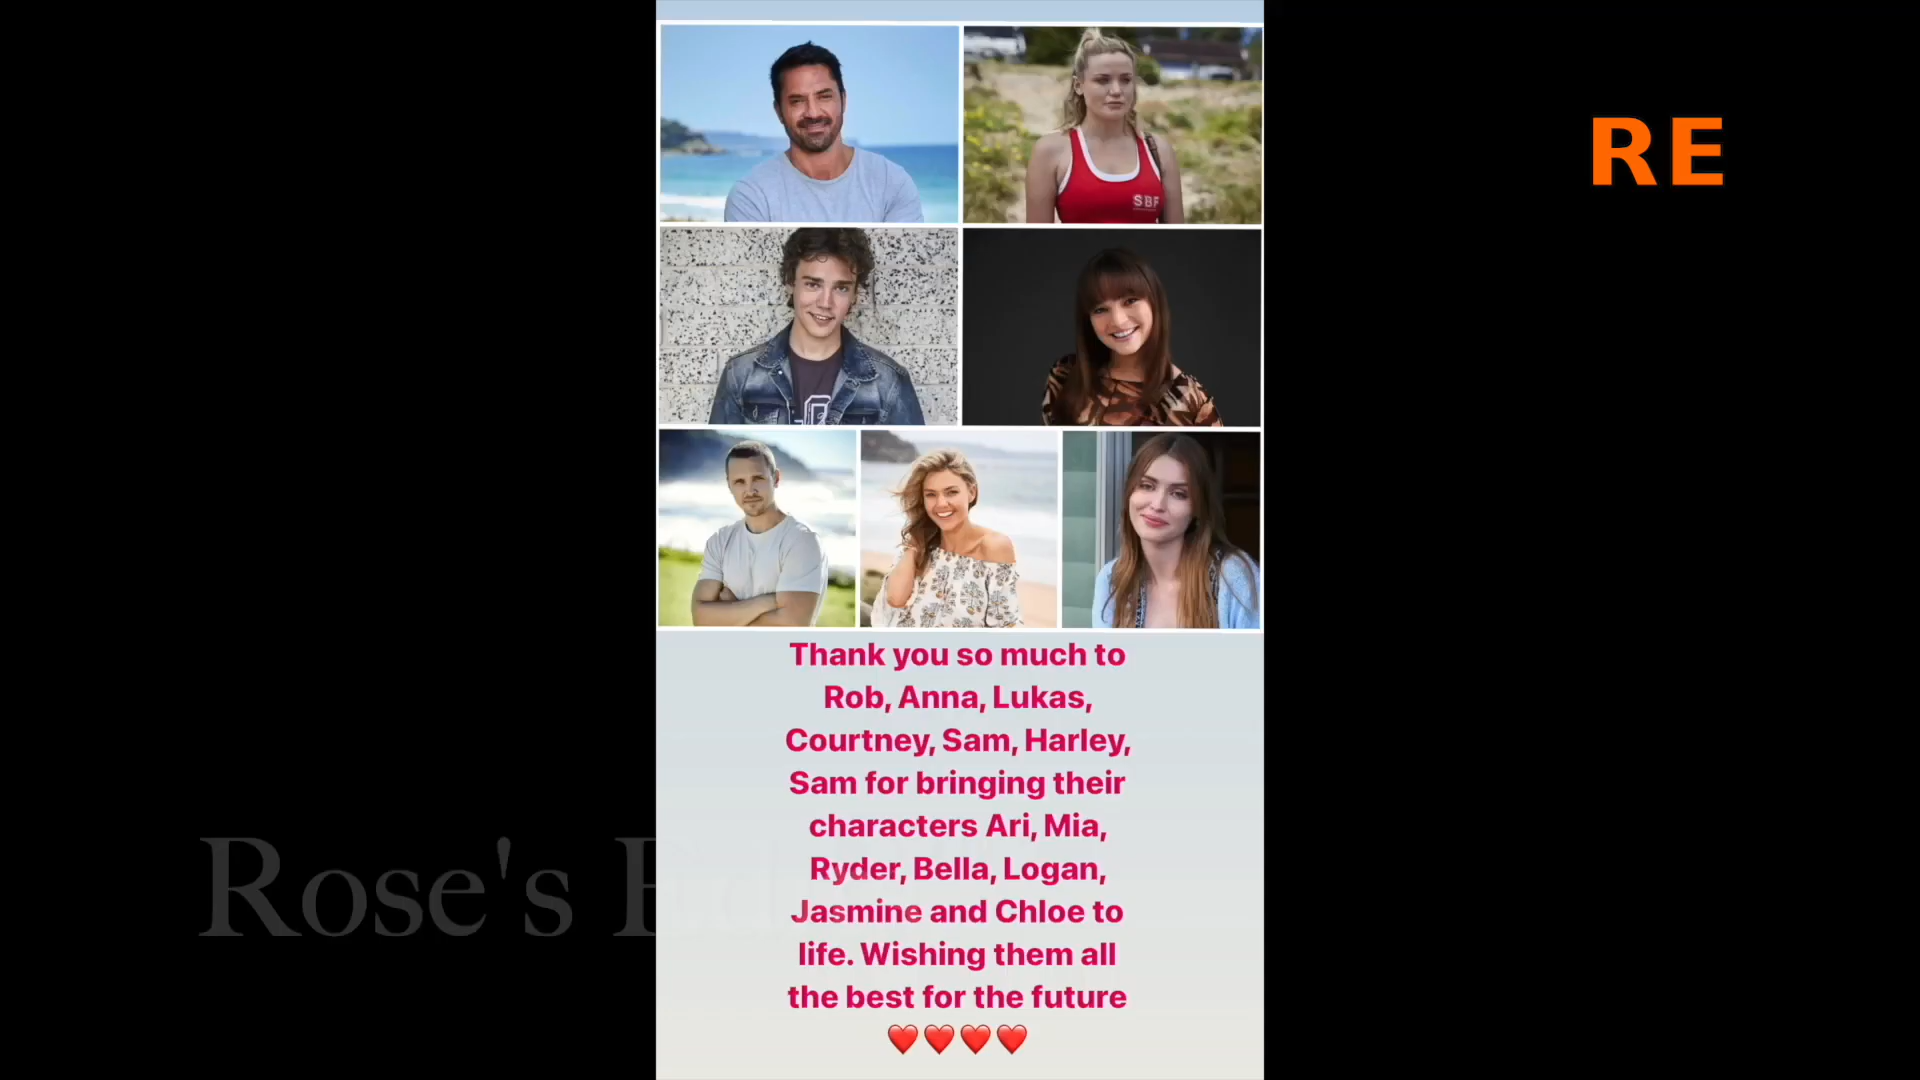 RE
SBF
Thank you so much to
Rob, Anna, Lukas,
Courtney, Sam, Harley,
Sam for bringing their
characters Ari, Mia,
Ryder, Bella, Logan,
Jasmine and Chloe to
life. Wishing them all
the best for the future
❤️❤️❤️❤️
Rose's